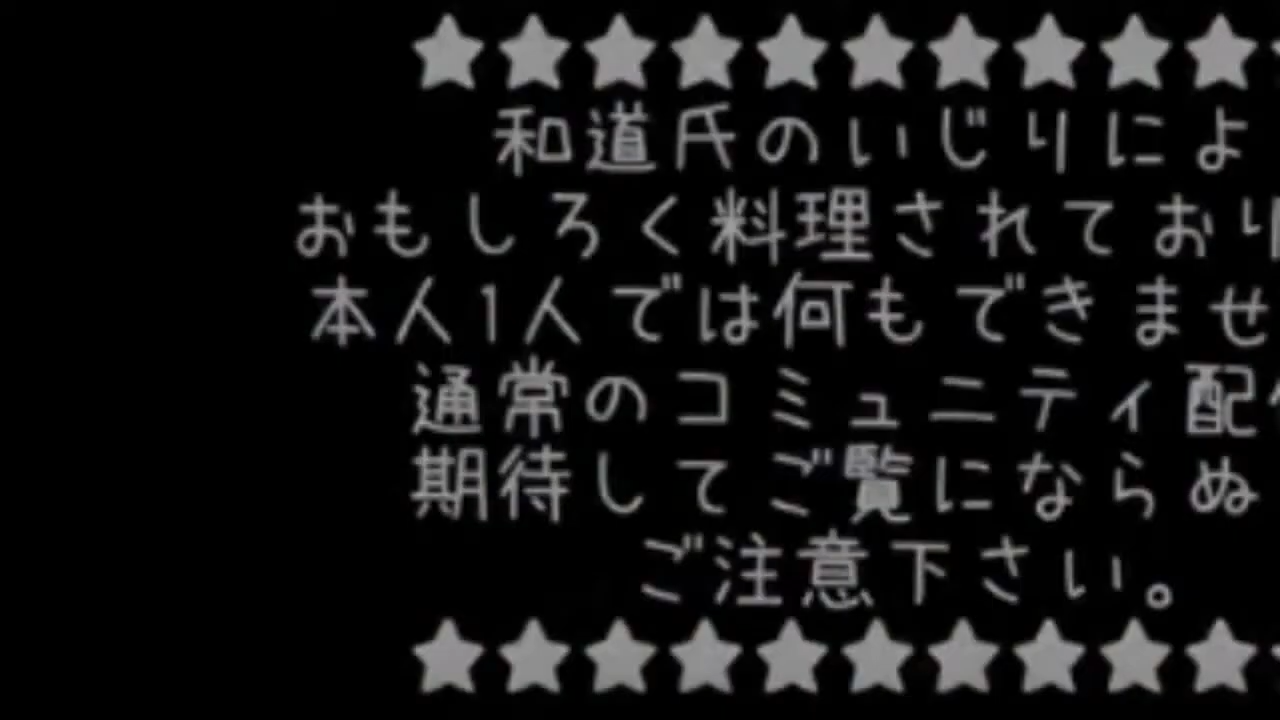 ★★★★★★★★★★
和道氏のいじりによ
おもしろく料理されており
本人1人では何もできませ
通常のコミュニティ配
期待してご覧にならぬ
ご注意下さい。
★★★★★★★★★★